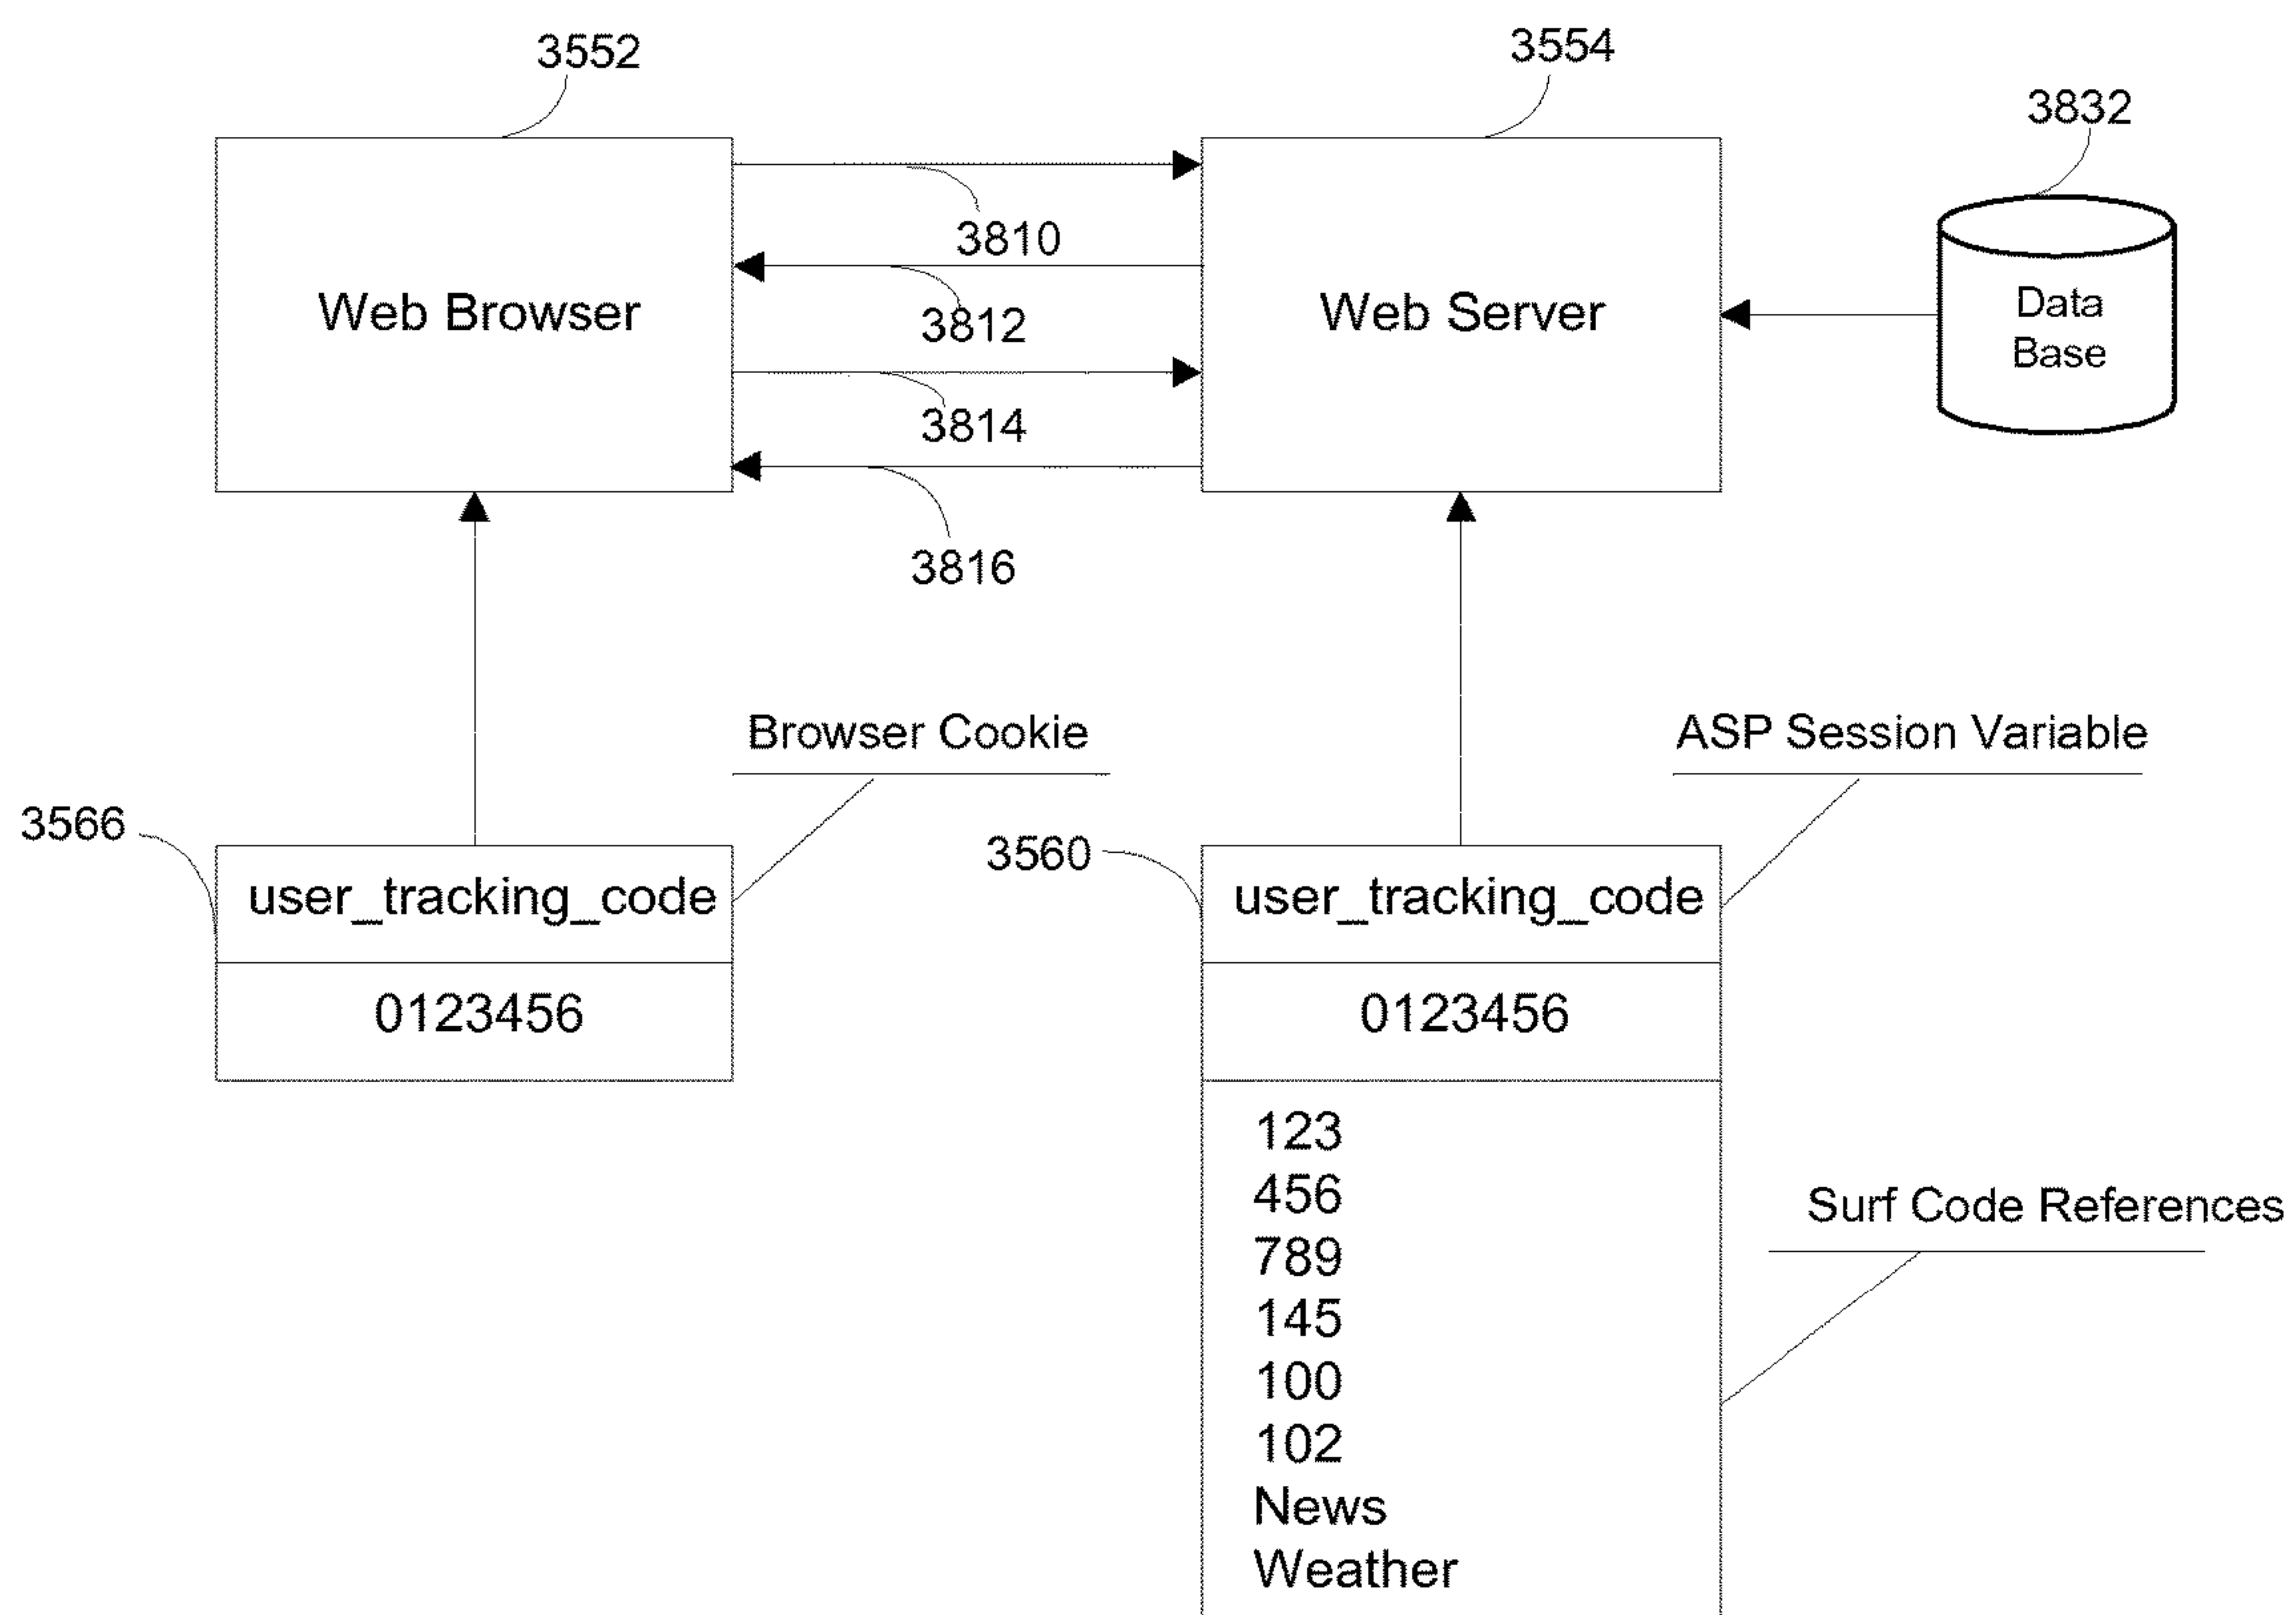 3552
3554
3832
3810
3812
3814
3816
Web Browser
Web Server
Data
Base
Browser Cookie
ASP Session Variable
3566
3560
user_tracking_code
0123456
user_tracking_code
0123456
123
456
789
145
100
102
News
Weather
Surf Code References